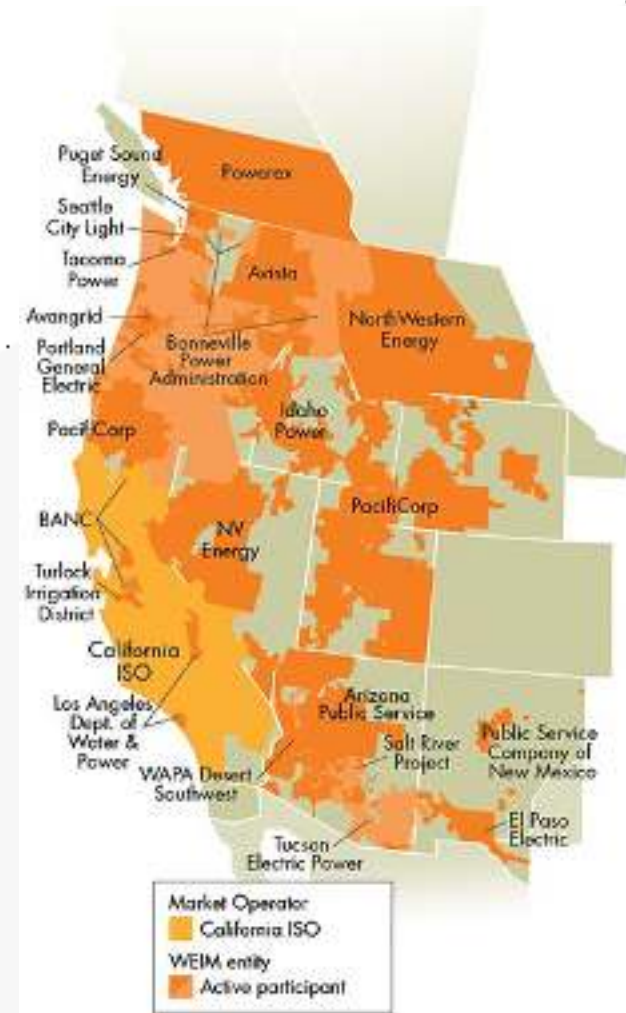 Puget Sound
Energy
Powerex
Seattle
City Light
Tacoma
Power
Avista
Avangrid
NorthWestern
Energy
Portland
General
Electric
Bonneville
Power
Administration
Idaho
Power
PacifiCorp
PacifiCorp
BANC
NV
Energy
Turlock
Irrigation
District
California
ISO
Los Angeles
Dept. of
Water &
Power
Arizona
Public Service
Salt River
Project
Public Service
Company of
New Mexico
WAPA Desert
Southwest
El Paso
Electric
Tucson
Electric Power
Market Operator
California ISO
WEIM entity
Active participant